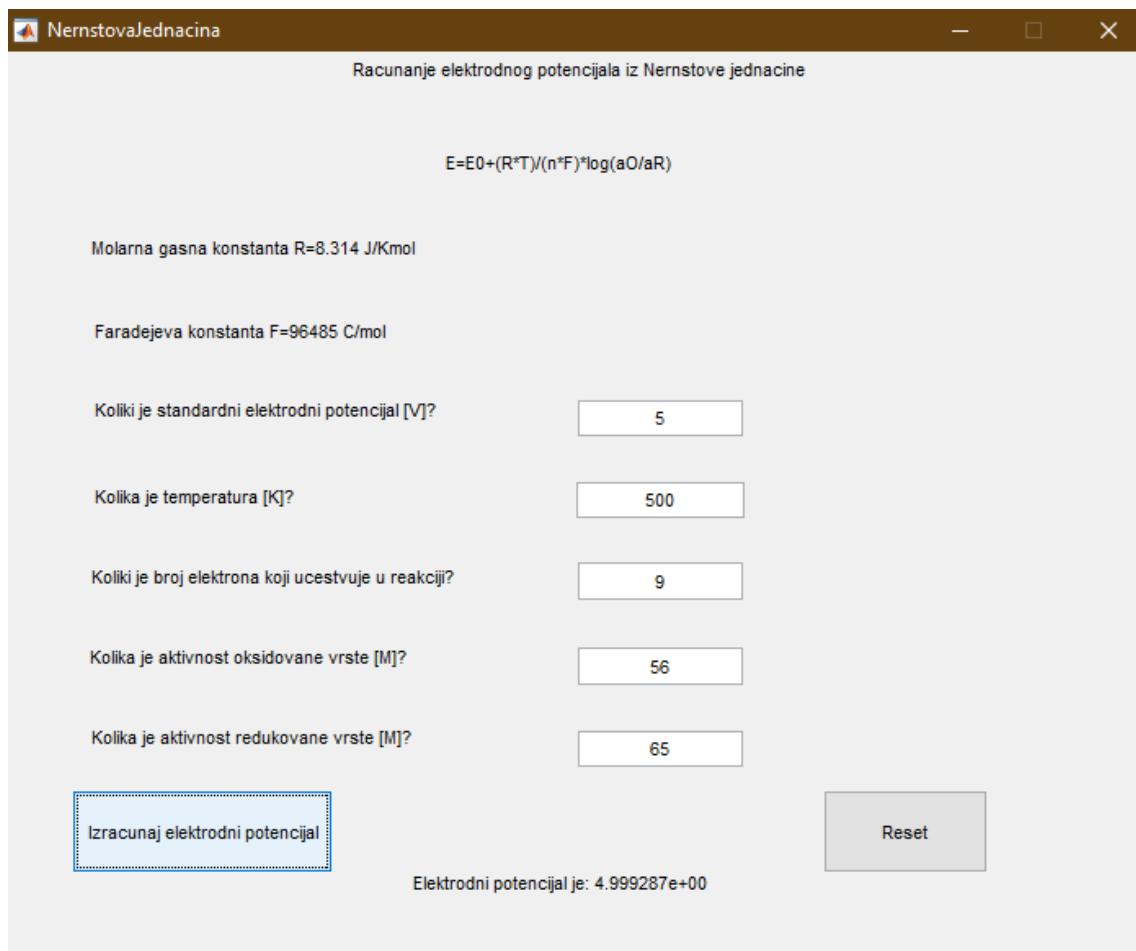 NernstovaJednacina
Racunanje elektrodnog potencijala iz Nernstove jednacine
E=E0+(R*T)/(n*F)*log(aO/aR)
Molarna gasna konstanta R=8.314 J/Kmol
Faradejeva konstanta F=96485 C/mol
Koliki je standardni elektrodni potencijal [V]? 5
Kolika je temperatura [K]? 500
Koliki je broj elektrona koji ucestvuje u reakciji? 9
Kolika je aktivnost oksidovane vrste [M]? 56
Kolika je aktivnost redukovane vrste [M]? 65
Izracunaj elektrodni potencijal Reset
Elektrodni potencijal je: 4.999287e+00